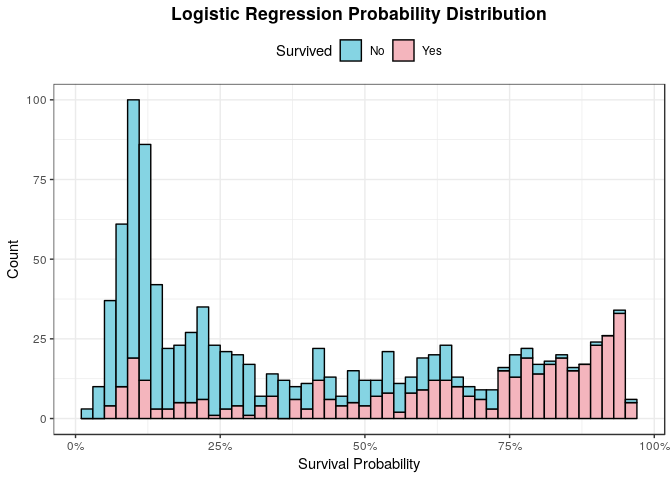 Logistic Regression Probability Distribution
Survived No Yes
100
75
50
25
0
Count
0% 25% 50% 75% 100%
Survival Probability